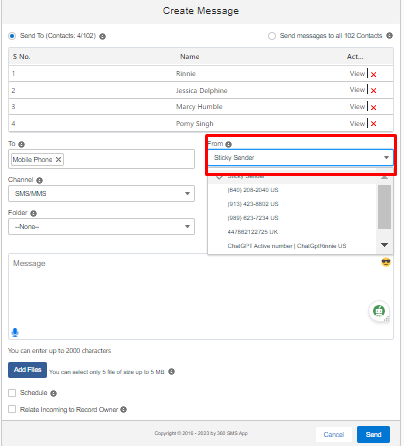 Create Message
Send To (Contacts: 4/102) Send messages to all 102 Contacts
S No. Name Act...
1 Rinnie View
2 Jessica Delphine View
3 Marcy Humble View
4 Pomy Singh View
To From
Mobile Phone Sticky Sender
Channel Sticky Sender
SMS/MMS (640) 208-2040 US
(913) 423-8802 US
Folder (989) 623-7234 US
--None-- 447862122725 UK
ChatGPT Active number | ChatGptRinnie US
Message
You can enter up to 2000 characters
Add Files You can select only 5 file of size up to 5 MB
Schedule
Relate Incoming to Record Owner
Copyright © 2016 - 2023 by 360 SMS App Cancel Send